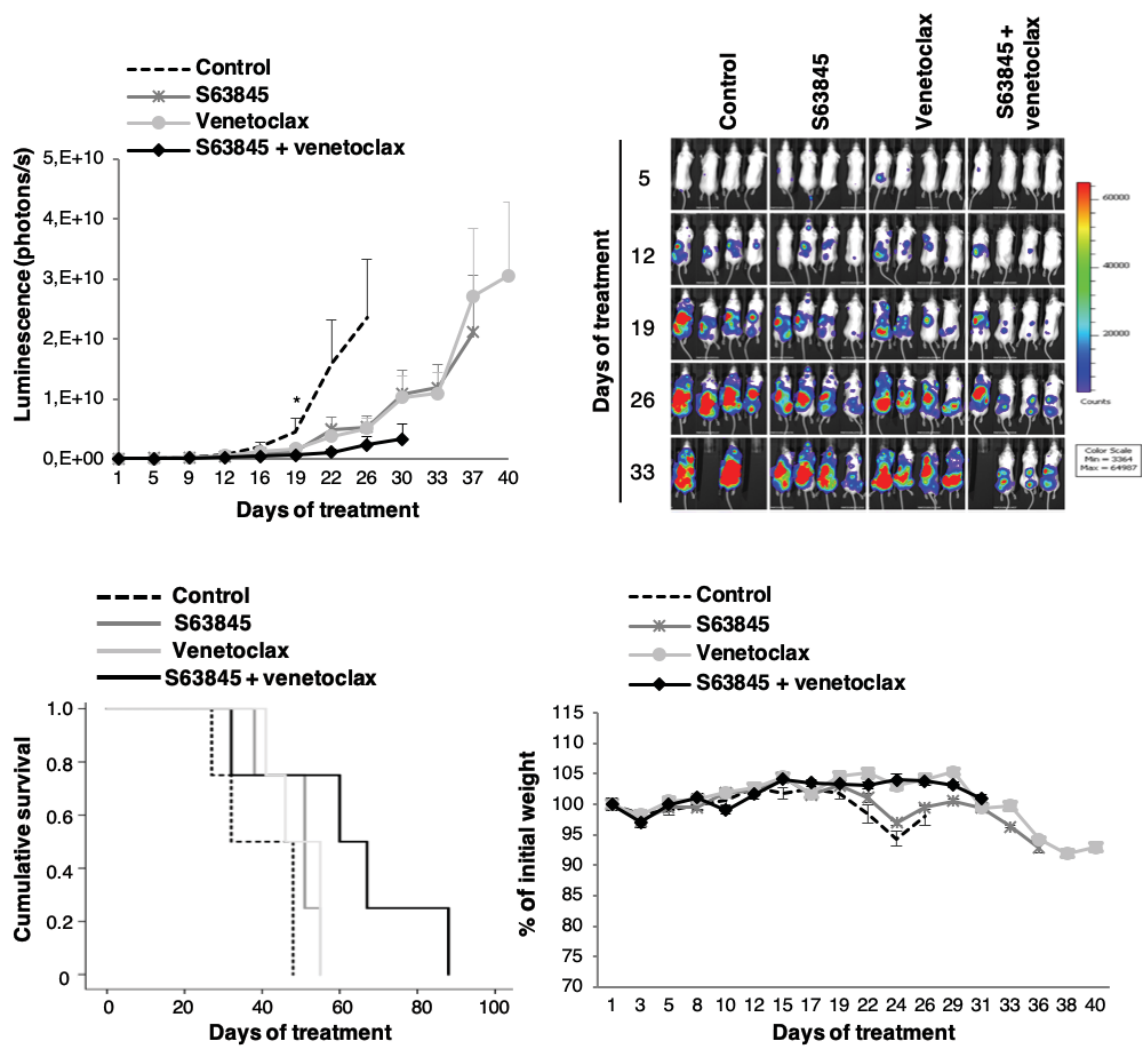 Control
S63845
Venetoclax
S63845 + venetoclax
Luminescence(photons/s)
5,E+10
4,E+10
3,E+10
2,E+10
1,E+10
0,E+00
*
1 5 9 12 16 19 22 26 30 33 37 40
Days of treatment
Control
S63845
Venetoclax
S63845 +
venetoclax
Days of treatment
5
12
19
26
33
60000
40000
20000
Counts
Color Scale
Min = 3364
Max = 64987
Control
S63845
Venetoclax
S63845 + venetoclax
Cumulative survival
1.0
0.8
0.6
0.4
0.2
0
0 20 40 60 80 100
Days of treatment
Control
S63845
Venetoclax
S63845 + venetoclax
% of initial weight
115
110
105
100
95
90
85
80
75
70
1 3 5 8 10 12 15 17 19 22 24 26 29 31 33 36 38 40
Days of treatment